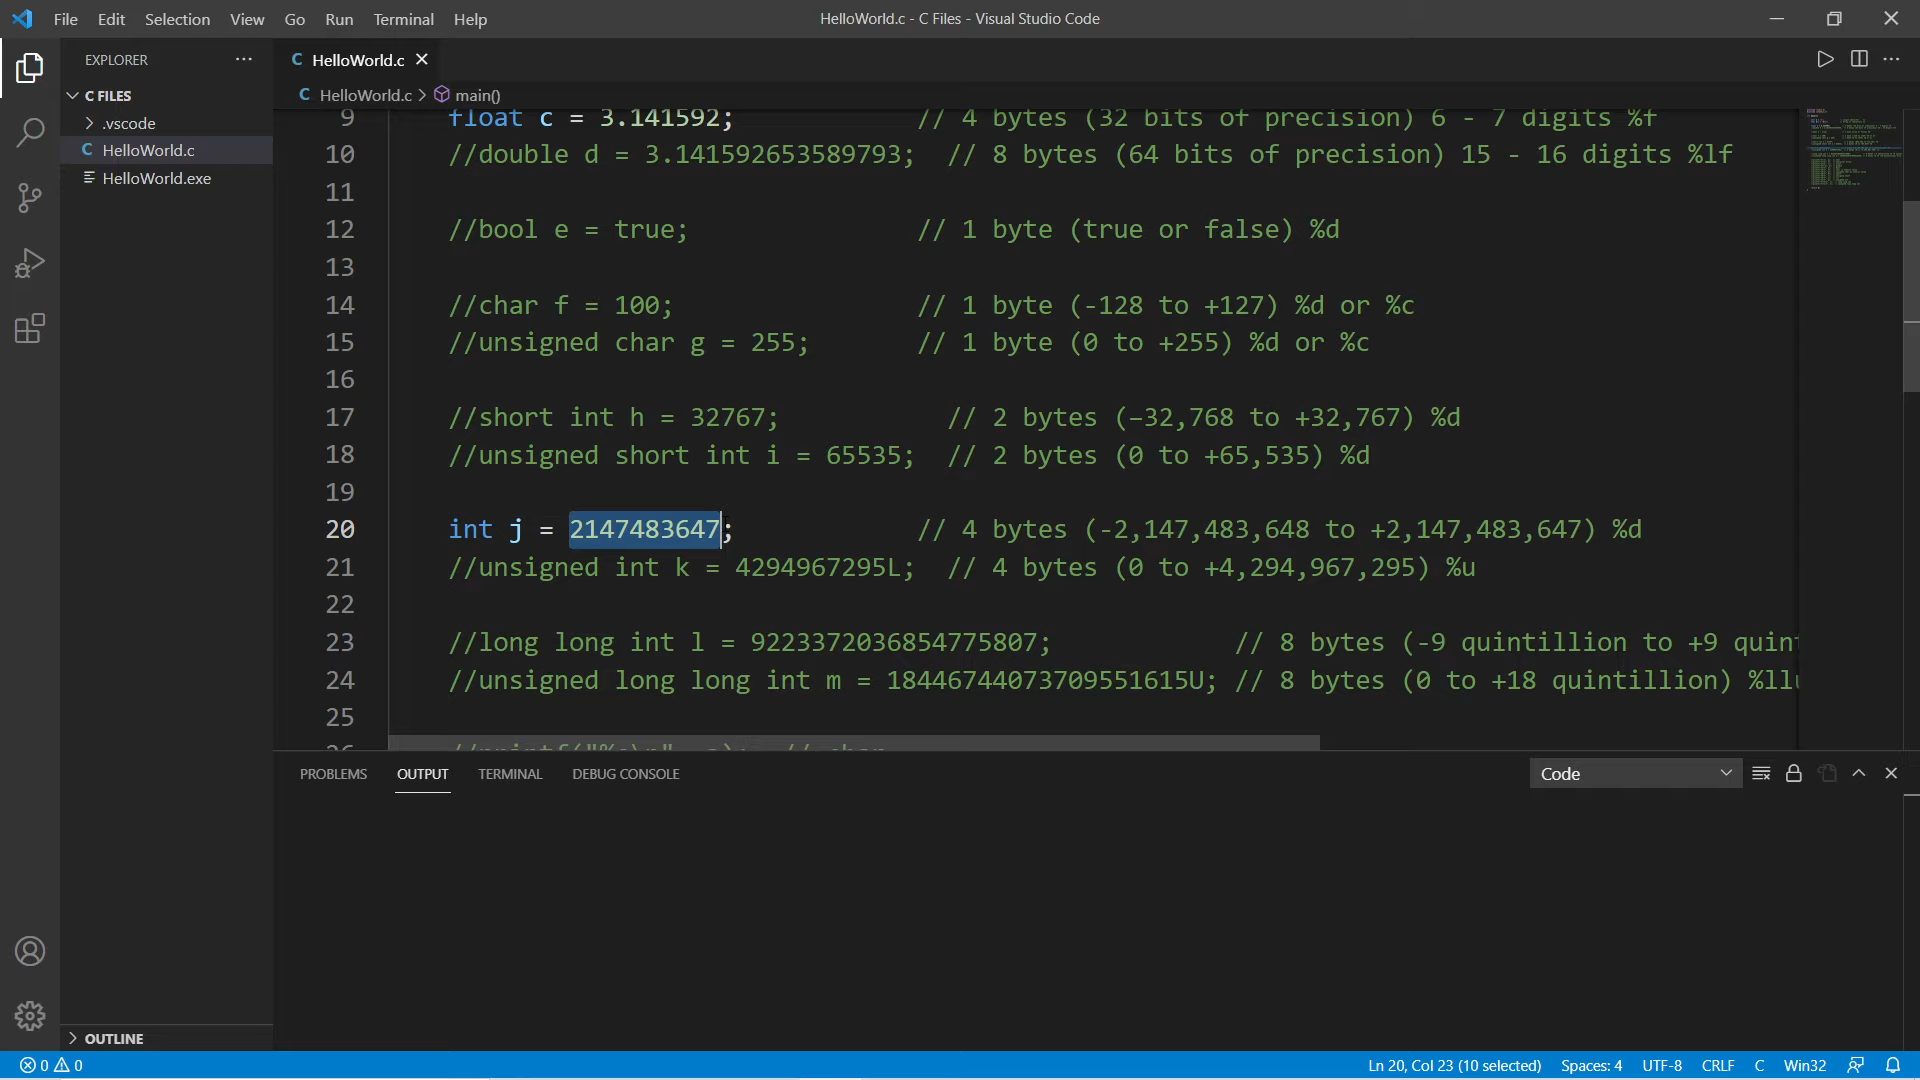 File Edit Selection View Go Run Terminal Help
HelloWorld.c - C Files - Visual Studio Code
EXPLORER
C FILES
.vscode
C HelloWorld.c
HelloWorld.exe
OUTLINE
C HelloWorld.c
C HelloWorld.c > main()
9 float c = 3.141592; // 4 bytes (32 bits of precision) 6 - 7 digits %f
10 //double d = 3.141592653589793; // 8 bytes (64 bits of precision) 15 - 16 digits %lf
11
12 //bool e = true; // 1 byte (true or false) %d
13
14 //char f = 100; // 1 byte (-128 to +127) %d or %c
15 //unsigned char g = 255; // 1 byte (0 to +255) %d or %c
16
17 //short int h = 32767; // 2 bytes (−32,768 to +32,767) %d
18 //unsigned short int i = 65535; // 2 bytes (0 to +65,535) %d
19
20 int j = 2147483647; // 4 bytes (-2,147,483,648 to +2,147,483,647) %d
21 //unsigned int k = 4294967295L; // 4 bytes (0 to +4,294,967,295) %u
22
23 //long long int l = 9223372036854775807; // 8 bytes (-9 quintillion to +9 quint
24 //unsigned long long int m = 18446744073709551615U; // 8 bytes (0 to +18 quintillion) %llu
25
PROBLEMS OUTPUT TERMINAL DEBUG CONSOLE
Code
0 0
Ln 20, Col 23 (10 selected) Spaces: 4 UTF-8 CRLF C Win32